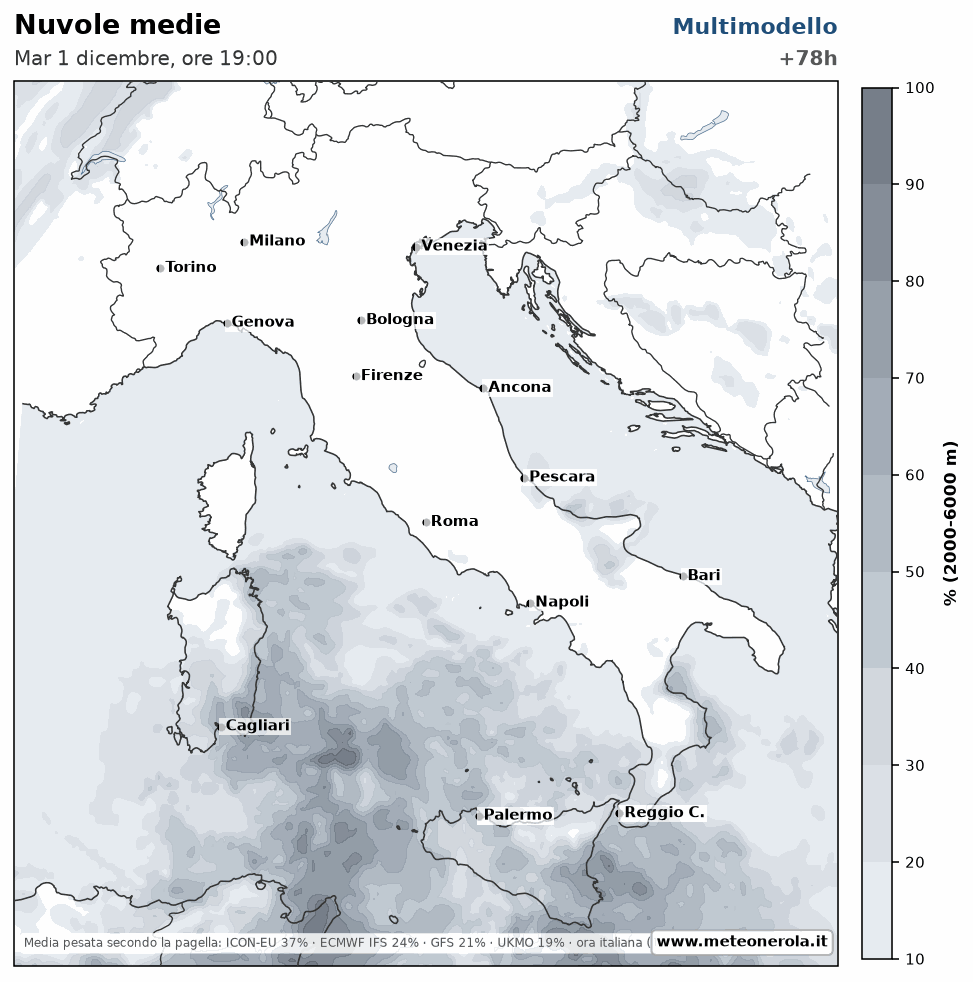 Nuvole medie
Multimodello
Mar 1 dicembre, ore 19:00
+78h
Milano
Venezia
Torino
Genova
Bologna
Firenze
Ancona
Pescara
Roma
Bari
Napoli
Cagliari
Palermo
Reggio C.
100
90
80
70
60
50
40
30
20
10
% (2000-6000 m)
Media pesata secondo la pagella: ICON-EU 37% · ECMWF IFS 24% · GFS 21% · UKMO 19% · ora italiana (
www.meteonerola.it